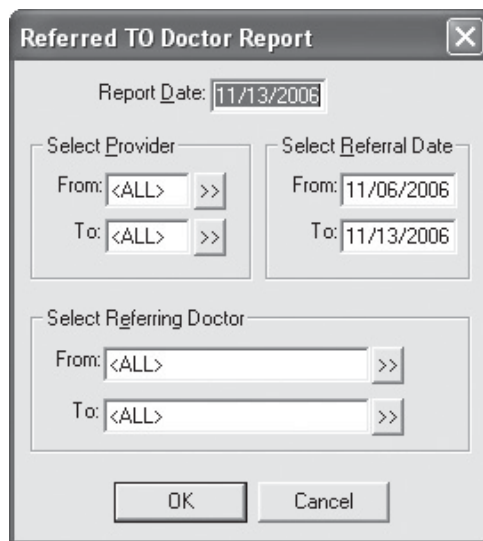 Referred TO Doctor Report
Report Date: 11/13/2006
Select Provider
From: <ALL> >>
To: <ALL> >>
Select Referral Date
From: 11/06/2006
To: 11/13/2006
Select Referring Doctor
From: <ALL> >>
To: <ALL> >>
OK Cancel